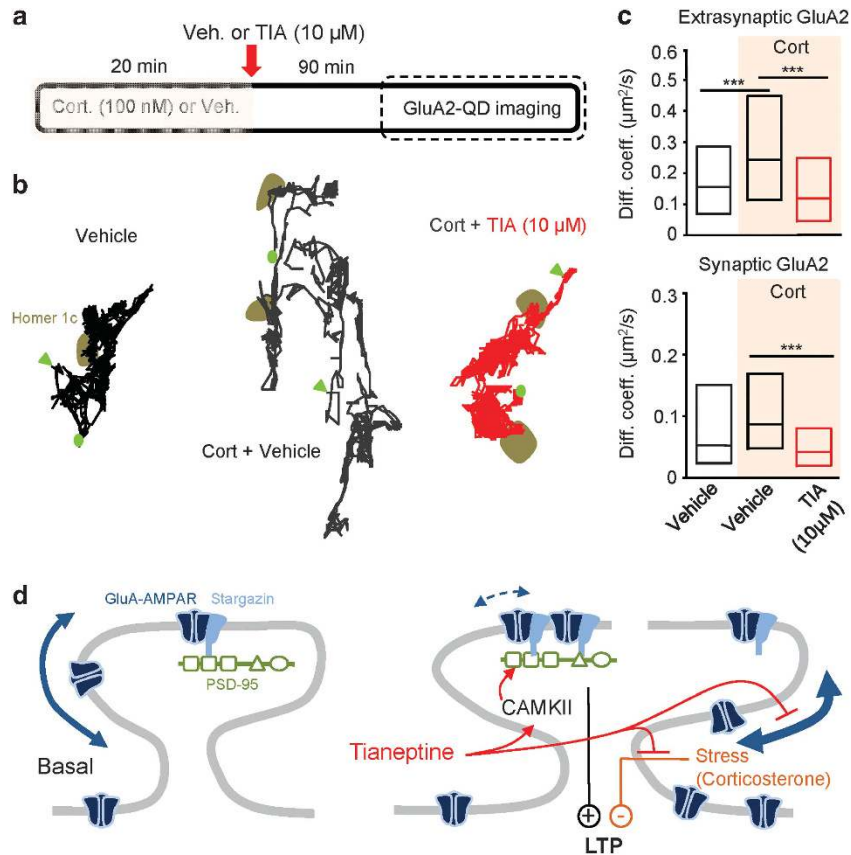 a
Veh. or TIA (10 µM)
20 min
90 min
Cort. (100 nM) or Veh.
GluA2-QD imaging
b
Vehicle
Homer 1c
Cort + Vehicle
Cort + TIA (10 µM)
c
Extrasynaptic GluA2
Cort
Diff. coeff. (µm²/s)
0.6
0.5
0.4
0.3
0.2
0.1
0
***
***
Synaptic GluA2
Cort
Diff. coeff. (µm²/s)
0.3
0.2
0.1
0
***
Vehicle
Vehicle
TIA
(10µM)
d
GluA-AMPAR
Stargazin
PSD-95
Basal
CAMKII
Tianeptine
Stress
(Corticosterone)
+
-
LTP